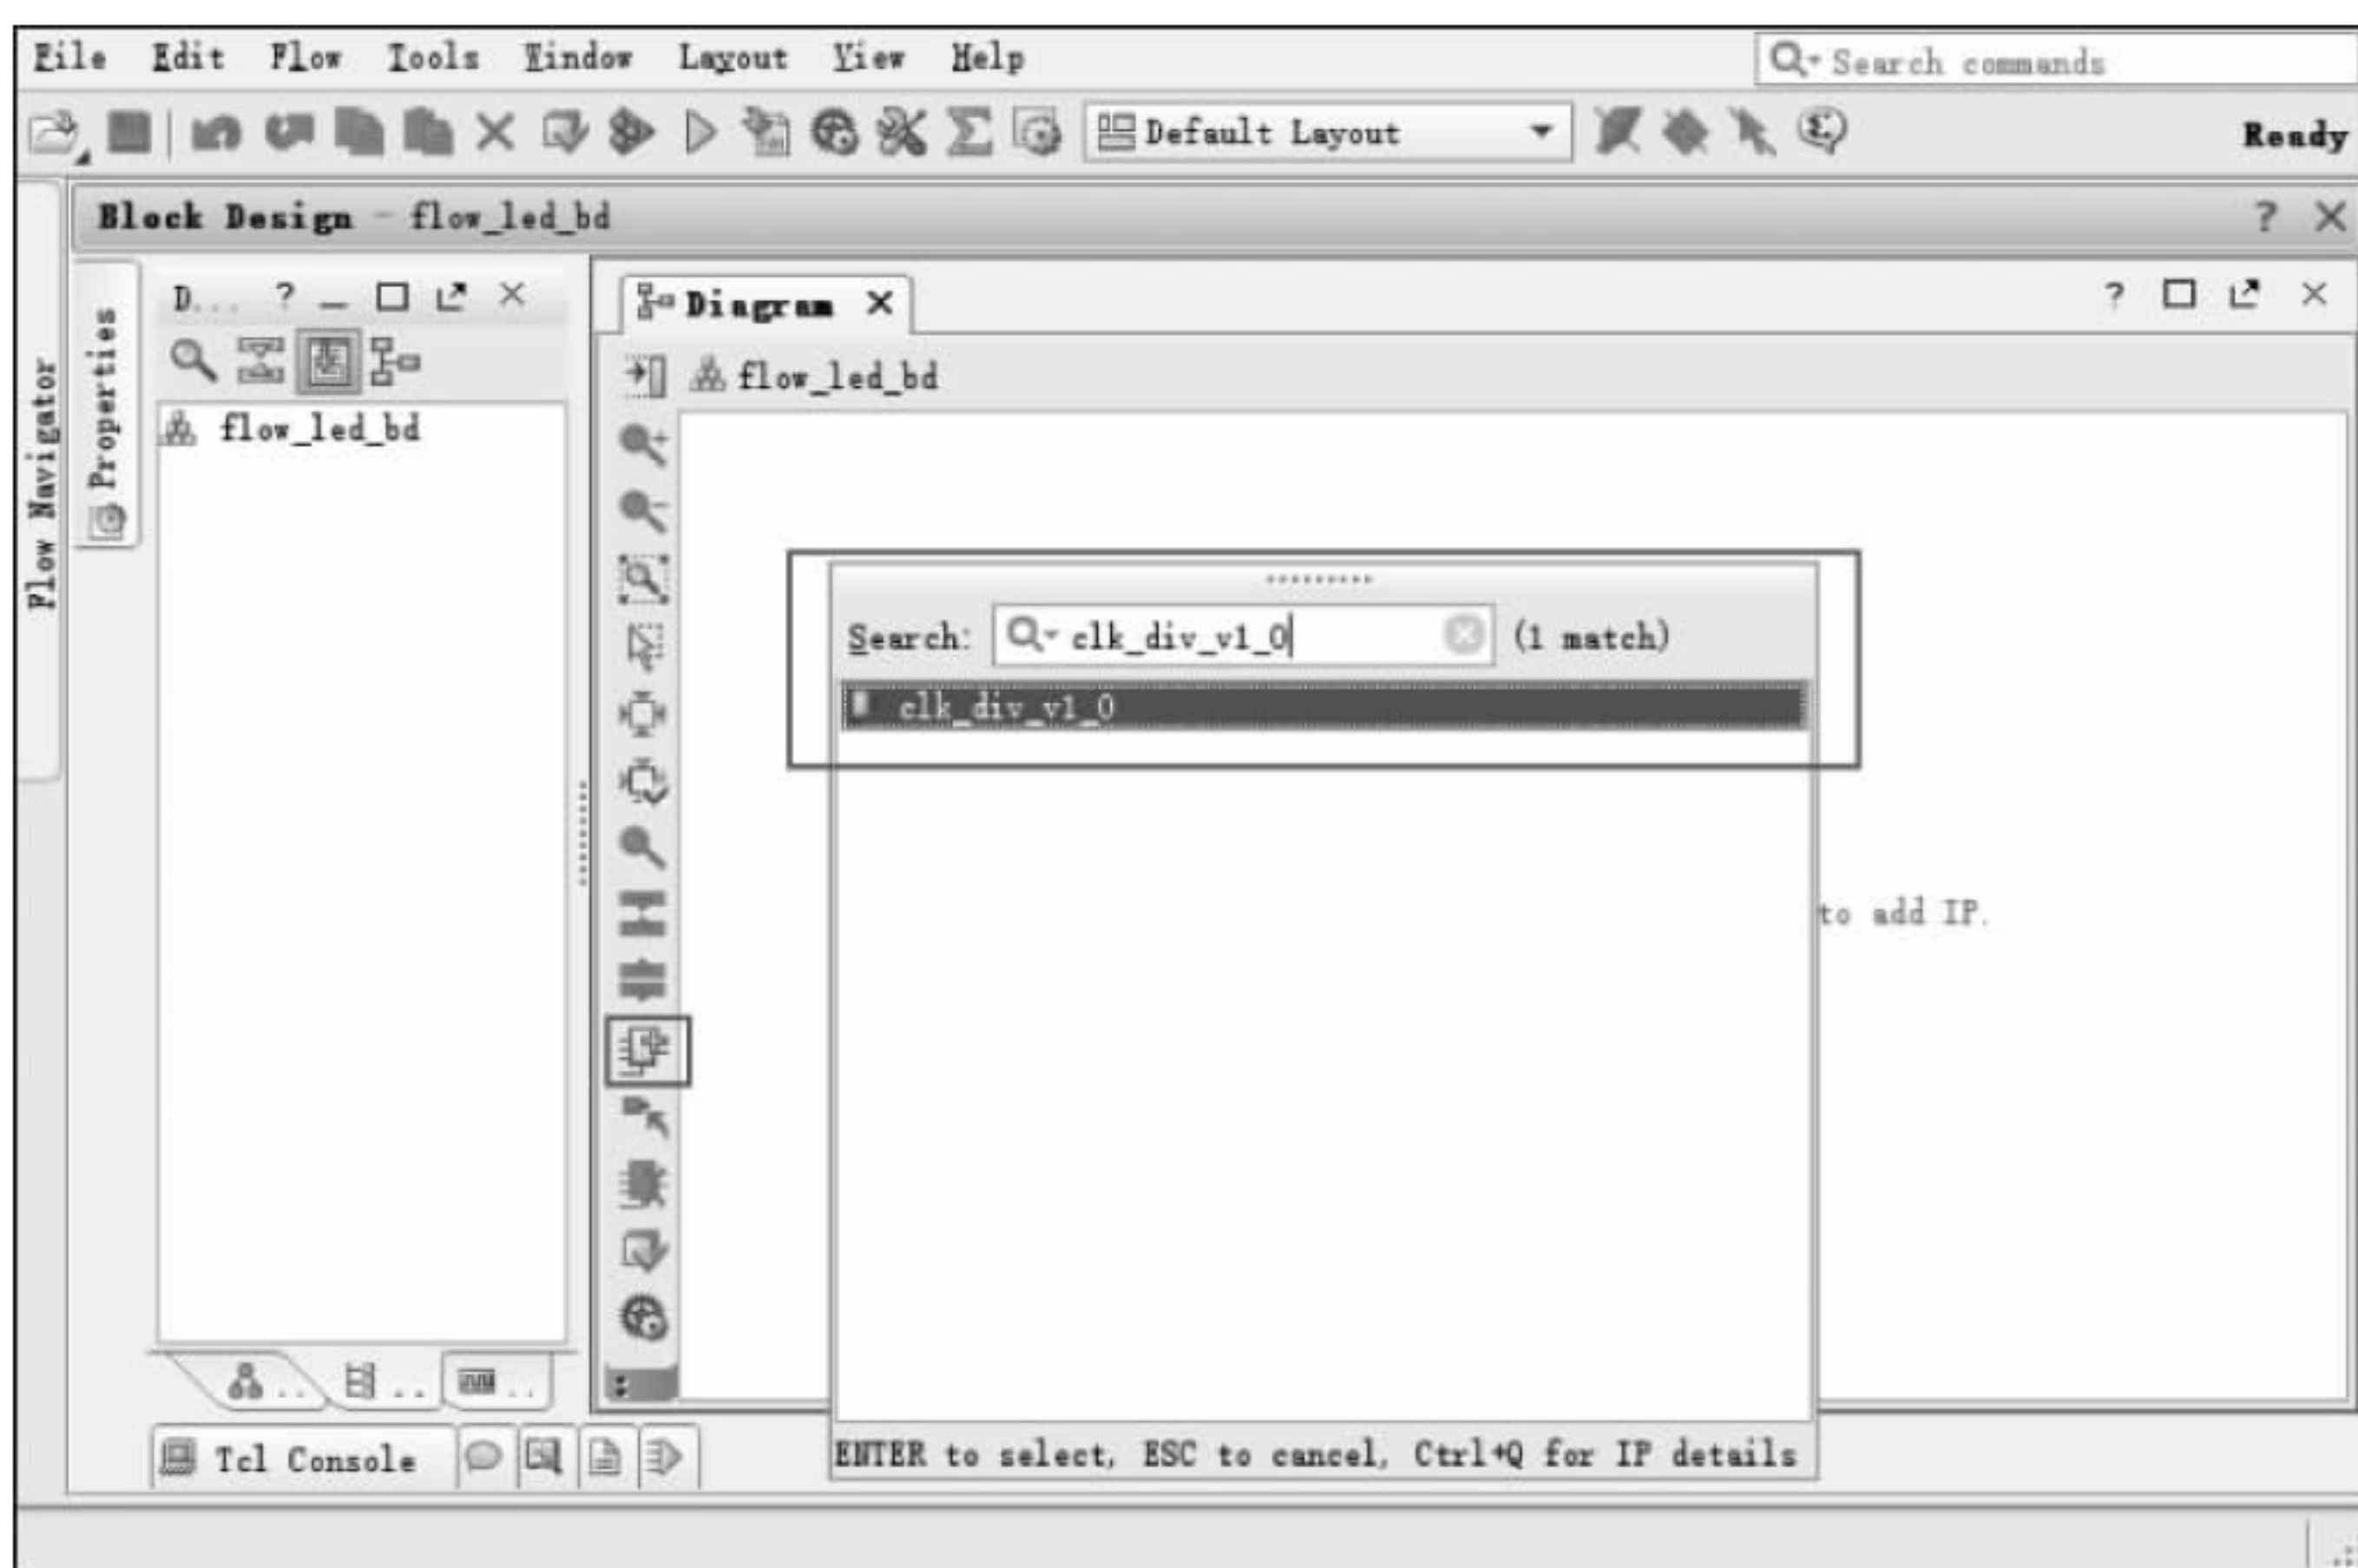 File Edit Flow Tools Window Layout View Help
Search commands
Default Layout
Ready
Block Design - flow_led_bd
? ×
Flow Navigator
Properties
D... ?
flow_led_bd
Diagram
?
flow_led_bd
Search: clk_div_v1_0 (1 match)
clk_div_v1_0
to add IP.
ENTER to select, ESC to cancel, Ctrl+Q for IP details
Tcl Console